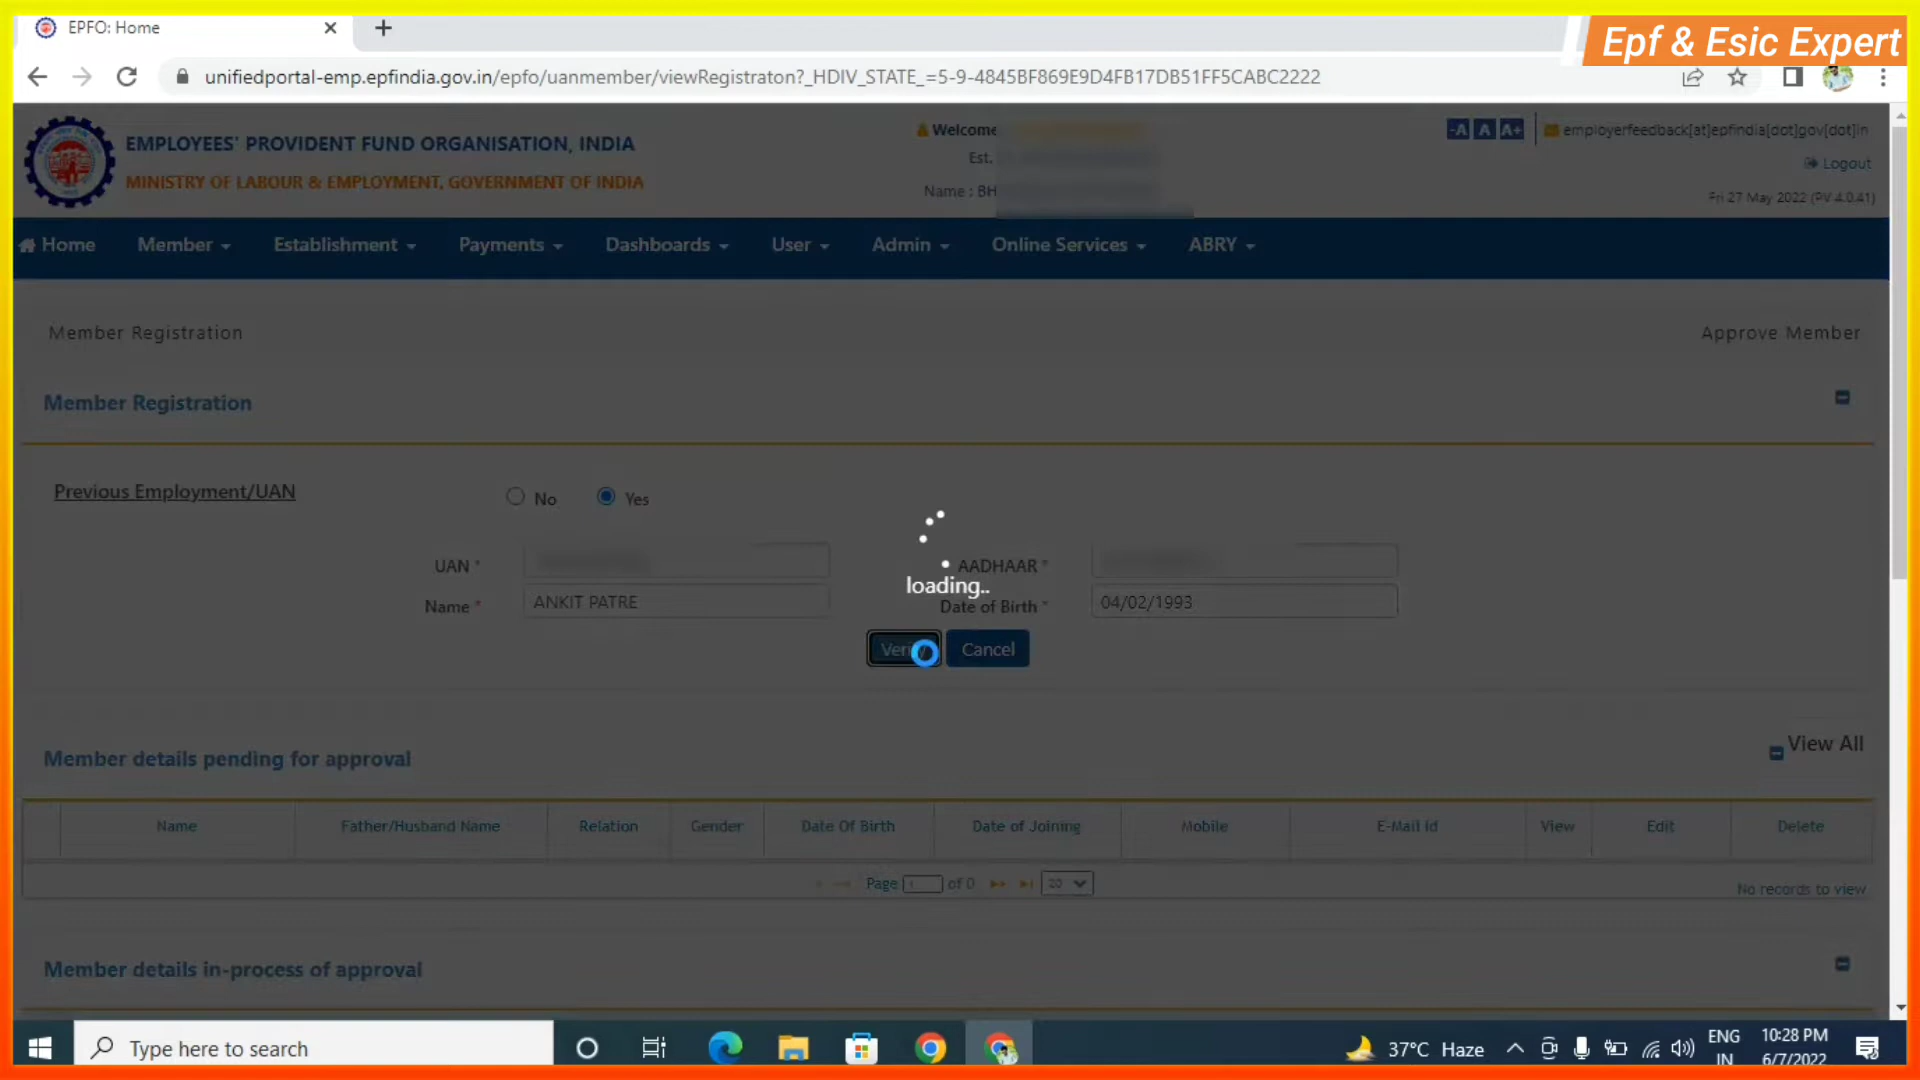 EPFO: Home
Epf & Esic Expert
unifiedportal-emp.epfindia.gov.in/epfo/uanmember/viewRegistraton?_HDIV_STATE_=5-9-4845BF869E9D4FB17DB51FF5CABC2222
EMPLOYEES' PROVIDENT FUND ORGANISATION, INDIA
MINISTRY OF LABOUR & EMPLOYMENT, GOVERNMENT OF INDIA
Welcome
Est.
Name : BH
-A A A+
employerfeedback[at]epfindia[dot]gov[dot]in
Logout
Fri 27 May 2022 (PV 4.0.41)
Home Member Establishment Payments Dashboards User Admin Online Services ABRY
Member Registration Approve Member
Member Registration
Previous Employment/UAN No Yes
UAN * AADHAAR *
loading..
Name * ANKIT PATRE Date of Birth * 04/02/1993
Verify Cancel
Member details pending for approval View All
Name Father/Husband Name Relation Gender Date Of Birth Date of Joining Mobile E-Mail Id View Edit Delete
Page of 0 20 No records to view
Member details in-process of approval
Type here to search
37°C Haze
ENG
IN
10:28 PM
6/7/2022